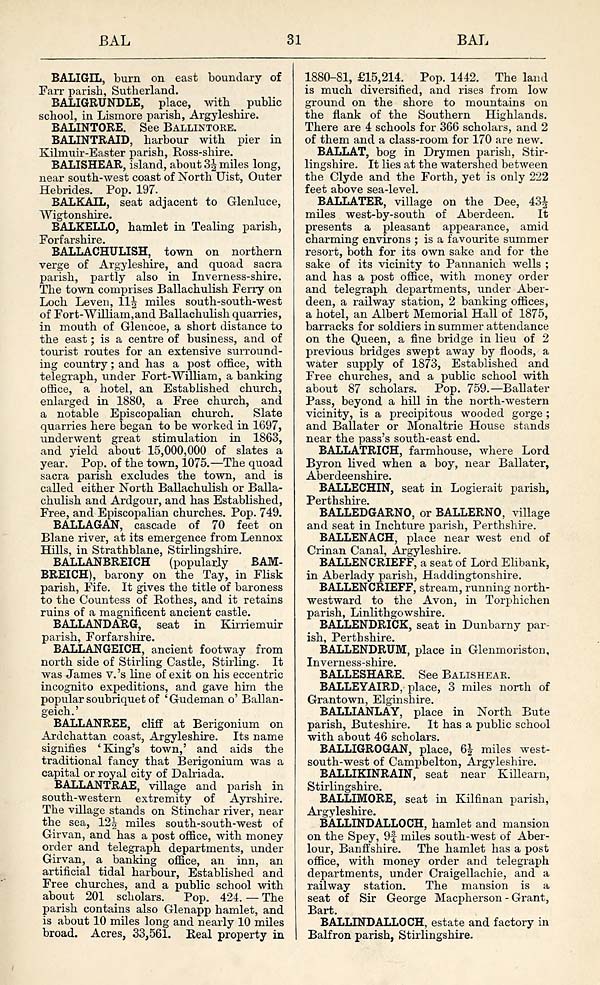 BAL 31 BAL
BALIGIL, burn on east boundary of
Farr parish, Sutherland.
BALIGRUNDLE, place, with public
school, in Lismore parish, Argyleshire.
BALINTORE. See BALLINTORE.
BALINTRAID, harbour with pier in
Kilmuir-Easter parish, Ross-shire.
BALISHEAR, island, about 3½ miles long,
near south-west coast of North Uist, Outer
Hebrides. Pop. 197.
BALKAIL, seat adjacent to Glenluce,
Wigtonshire.
BALKELLO, hamlet in Tealing parish,
Forfarshire.
BALLACHULISH, town on northern
verge of Argyleshire, and quoad sacra
parish, partly also in Inverness-shire.
The town comprises Ballachulish Ferry on
Loch Leven, 11½ miles south-south-west
of Fort-William, and Ballachulish quarries,
in mouth of Glencoe, a short distance to
the east; is a centre of business, and of
tourist routes for an extensive surround-
ing country; and has a post office, with
telegraph, under Fort-William, a banking
office, a hotel, an Established church,
enlarged in 1880, a Free church, and
a notable Episcopalian church. Slate
quarries here began to be worked in 1697,
underwent great stimulation in 1863,
and yield about 15,000,000 of slates a
year. Pop. of the town, 1075.—The quoad
sacra parish excludes the town, and is
called either North Ballachulish or Balla-
chulish and Ardgour, and has Established,
Free, and Episcopalian churches. Pop. 749.
BALLAGAN, cascade of 70 feet on
Blane river, at its emergence from Lennox
Hills, in Strathblane, Stirlingshire.
BALLANBREICH (popularly BAM-
BREICH), barony on the Tay, in Flisk
parish, Fife. It gives the title of baroness
to the Countess of Rothes, and it retains
ruins of a magnificent ancient castle.
BALLANDARG, seat in Kirriemuir
parish, Forfarshire.
BALLANGEICH, ancient footway from
north side of Stirling Castle, Stirling. It
was James V.'s line of exit on his eccentric
incognito expeditions, and gave him the
popular soubriquet of 'Gudeman o' Ballan-
geich.'
BALLANREE, cliff at Berigonium on
Ardchattan coast, Argyleshire. Its name
signifies 'King's town,' and aids the
traditional fancy that Berigonium was a
capital or royal city of Dalriada.
BALLANTRAE, village and parish in
south-western extremity of Ayrshire.
The village stands on Stinchar river, near
the sea, 12½ miles south-south-west of
Girvan, and has a post office, with money
order and telegraph departments, under
Girvan, a banking office, an inn, an
artificial tidal harbour, Established and
Free churches, and a public school with
about 201 scholars. Pop. 424. — The
parish contains also Glenapp hamlet, and
is about 10 miles long and nearly 10 miles
broad. Acres, 33,561. Real property in
1880-81, £15,214. Pop. 1442. The land
is much diversified, and rises from low
ground on the shore to mountains on
the flank of the Southern Highlands.
There are 4 schools for 366 scholars, and 2
of them and a class-room for 170 are new.
BALLAT, bog in Drymen parish, Stir-
lingshire. It lies at the watershed between
the Clyde and the Forth, yet is only 222
feet above sea-level.
BALLATER, village on the Dee, 43½
miles west-by-south of Aberdeen. It
presents a pleasant appearance, amid
charming environs; is a favourite summer
resort, both for its own sake and for the
sake of its vicinity to Pannanich wells;
and has a post office, with money order
and telegraph departments, under Aber-
deen, a railway station, 2 banking offices,
a hotel, an Albert Memorial Hall of 1875,
barracks for soldiers in summer attendance
on the Queen, a fine bridge in lieu of 2
previous bridges swept away by floods, a
water supply of 1873, Established and
Free churches, and a public school with
about 87 scholars. Pop. 759.—Ballater
Pass, beyond a hill in the north-western
vicinity, is a precipitous wooded gorge;
and Ballater or Monaltrie House stands
near the pass's south-east end.
BALLATRICH, farmhouse, where Lord
Byron lived when a boy, near Ballater,
Aberdeenshire.
BALLECHIN, seat in Logierait parish,
Perthshire.
BALLEDGARNO, or BALLERNO, village
and seat in Inchture parish, Perthshire.
BALLENACH, place near west end of
Crinan Canal, Argyleshire.
BALLENCRIEFF, a seat of Lord Elibank,
in Aberlady parish, Haddingtonshire.
BALLENCRIEFF, stream, running north-
westward to the Avon, in Torphichen
parish, Linlithgowshire.
BALLENDRICK, seat in Dunbarny par-
ish, Perthshire.
BALLENDRUM, place in Glenmoriston,
Inverness-shire.
BALLESHARE. See BALISHEAR.
BALLEYAIRD, place, 3 miles north of
Grantown, Elginshire.
BALLIANLAY, place in North Bute
parish, Buteshire. It has a public school
with about 46 scholars.
BALLIGROGAN, place, 6½ miles west-
south-west of Campbelton, Argyleshire.
BALLIKINRAIN, seat near Killearn,
Stirlingshire.
BALLIMORE, seat in Kilfinan parish,
Argyleshire.
BALLINDALLOCH, hamlet and mansion
on the Spey, 9¾ miles south-west of Aber-
lour, Banffshire. The hamlet has a post
office, with money order and telegraph
departments, under Craigellachie, and a
railway station. The mansion is a
seat of Sir George Macpherson-Grant,
Bart.
BALLINDALLOCH, estate and factory in
Balfron parish, Stirlingshire.